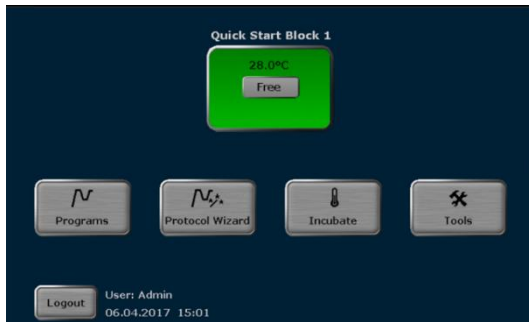 Quick Start Block 1
28.0ºC
Free
Programs
Protocol Wizard
Incubate
Tools
Logout
User: Admin
06.04.2017 15:01